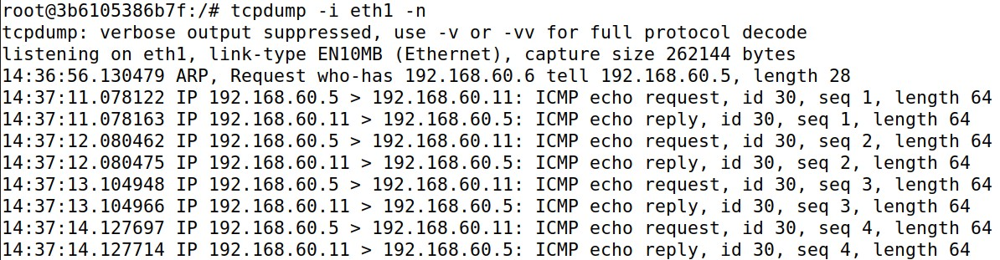 root@3b6105386b7f:/# tcpdump -i eth1 -n
tcpdump: verbose output suppressed, use -v or -vv for full protocol decode
listening on eth1, link-type EN10MB (Ethernet), capture size 262144 bytes
14:36:56.130479 ARP, Request who-has 192.168.60.6 tell 192.168.60.5, length 28
14:37:11.078122 IP 192.168.60.5 > 192.168.60.11: ICMP echo request, id 30, seq 1, length 64
14:37:11.078163 IP 192.168.60.11 > 192.168.60.5: ICMP echo reply, id 30, seq 1, length 64
14:37:12.080462 IP 192.168.60.5 > 192.168.60.11: ICMP echo request, id 30, seq 2, length 64
14:37:12.080475 IP 192.168.60.11 > 192.168.60.5: ICMP echo reply, id 30, seq 2, length 64
14:37:13.104948 IP 192.168.60.5 > 192.168.60.11: ICMP echo request, id 30, seq 3, length 64
14:37:13.104966 IP 192.168.60.11 > 192.168.60.5: ICMP echo reply, id 30, seq 3, length 64
14:37:14.127697 IP 192.168.60.5 > 192.168.60.11: ICMP echo request, id 30, seq 4, length 64
14:37:14.127714 IP 192.168.60.11 > 192.168.60.5: ICMP echo reply, id 30, seq 4, length 64